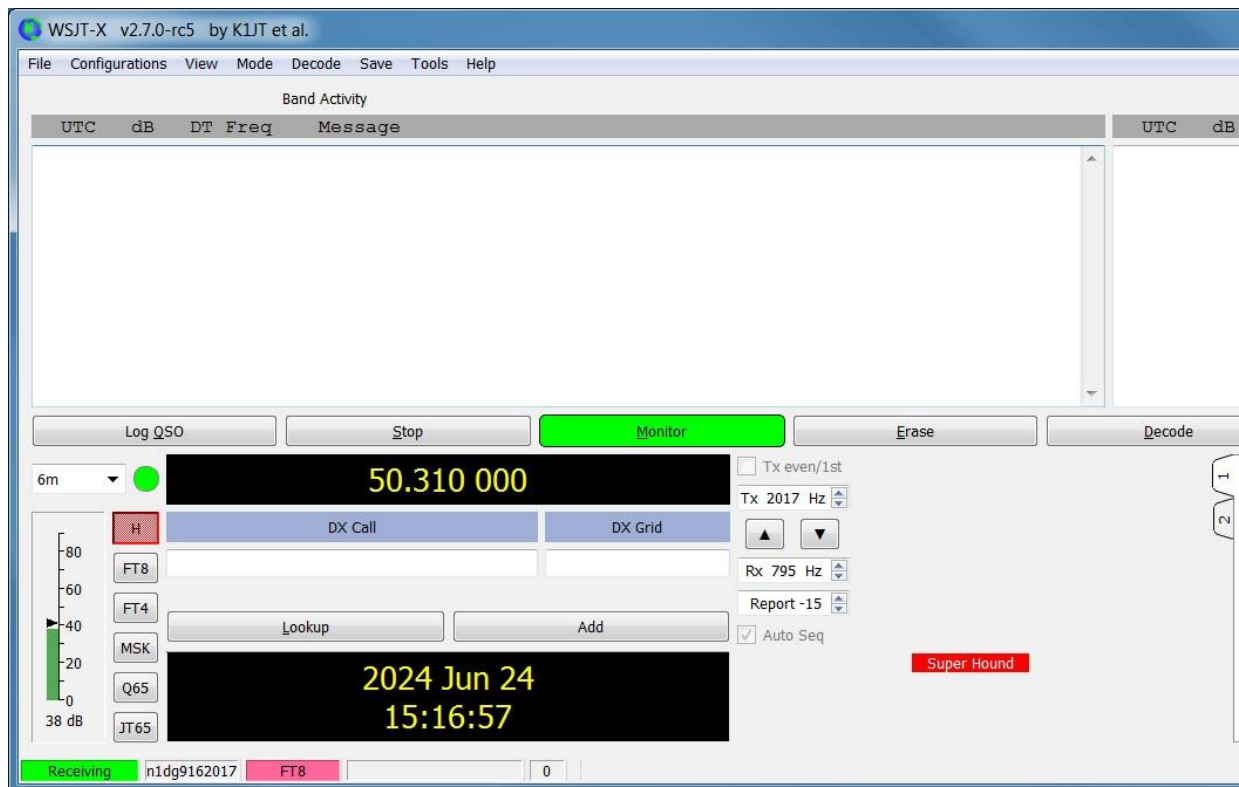 WSJT-X v2.7.0-rc5 by K1JT et al.
File Configurations View Mode Decode Save Tools Help
Band Activity
UTC dB DT Freq Message UTC dB
Log QSO Stop Monitor Erase Decode
6m 50.310 000 Tx even/1st 1
Tx 2017 Hz
H DX Call DX Grid 2
80
FT8 Rx 795 Hz
60
FT4 Report -15
40 Lookup Add Auto Seq
MSK
20 2024 Jun 24 Super Hound
Q65
0 15:16:57
38 dB JT65
Receiving n1dg9162017 FT8 0